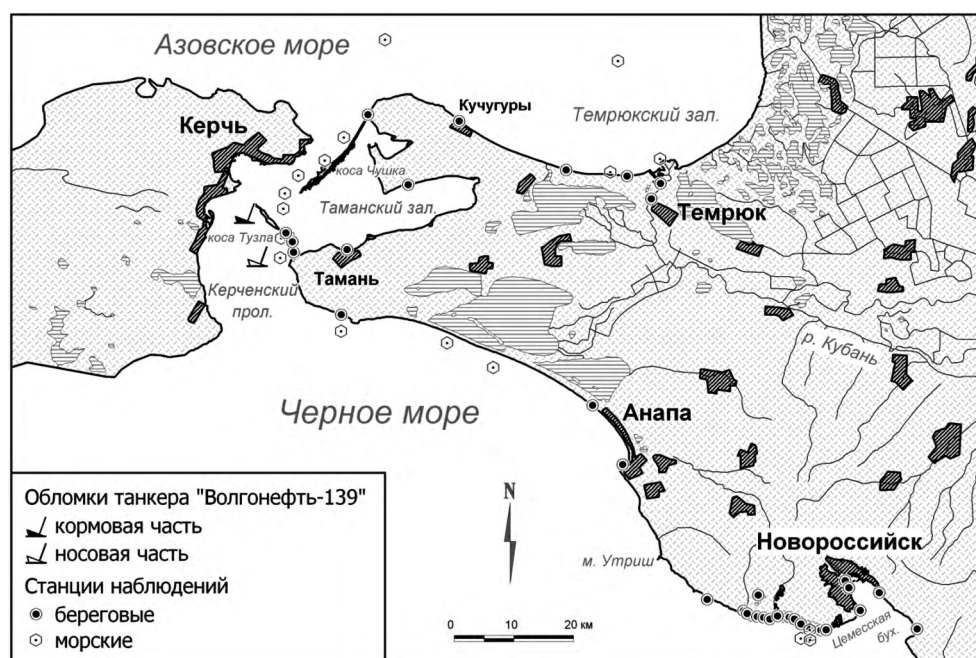 Азовское море
Кучугуры
Керчь
Темрюкский зал.
коса Чушка
Таманский зал.
Темрюк
коса Тузла
Тамань
Керченский
прол.
р. Кубань
Черное море
Анапа
Обломки танкера "Волгонефть-139"
кормовая часть
носовая часть
Станции наблюдений
береговые
морские
N
0 10 20 км
м. Утриш
Новороссийск
Цемесская
бух.